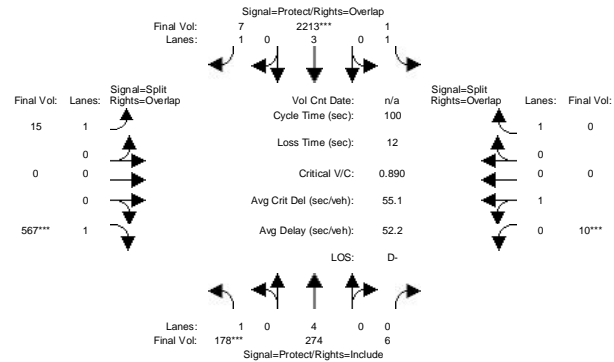 Signal=Protect/Rights=Overlap
Final Vol: 7 2213*** 1
Lanes: 1 0 3 0 1
Signal=Split
Final Vol: Lanes: Rights=Overlap
Vol Cnt Date: n/a
Signal=Split
Rights=Overlap Lanes: Final Vol:
Cycle Time (sec): 100
15 1
1 0
Loss Time (sec): 12
0
0
0 0
Critical V/C: 0.890
0 0
0
Avg Crit Del (sec/veh): 55.1
1
567*** 1
Avg Delay (sec/veh): 52.2
0 10***
LOS: D-
Lanes: 1 0 4 0 0
Final Vol: 178*** 274 6
Signal=Protect/Rights=Include